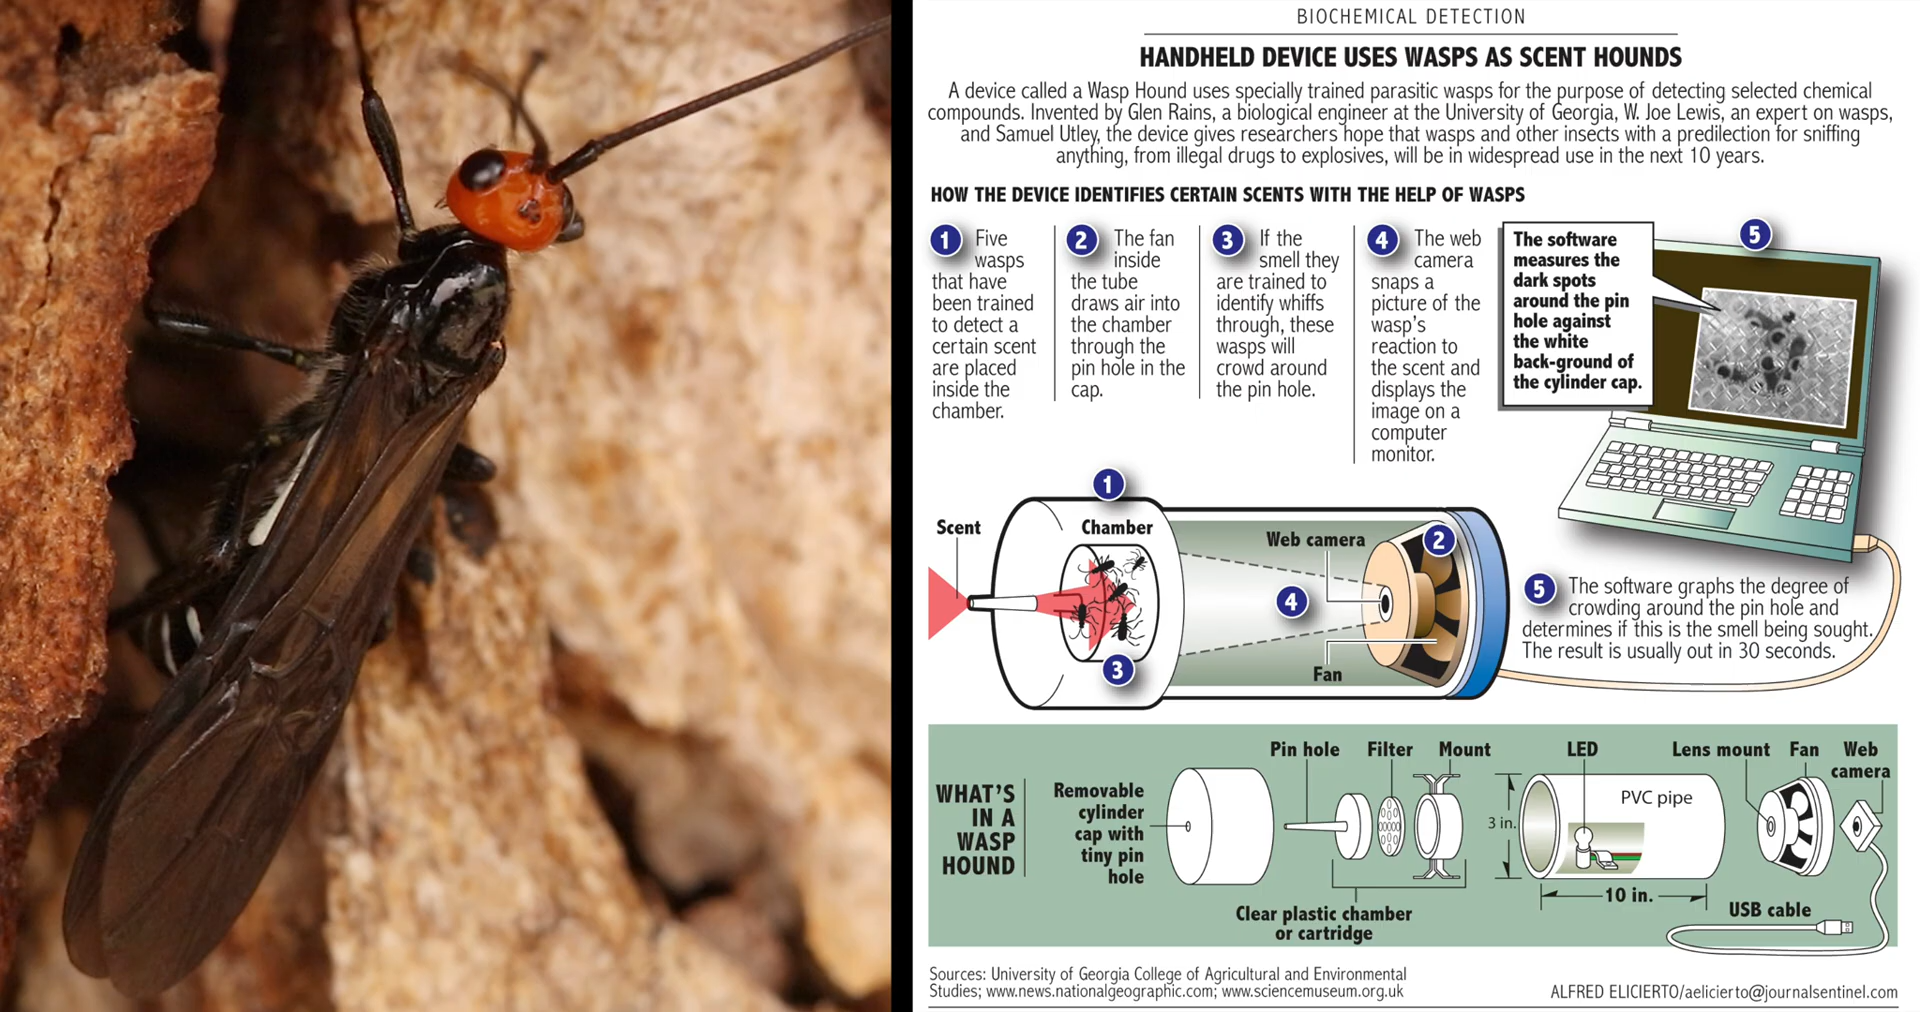 BIOCHEMICAL DETECTION
HANDHELD DEVICE USES WASPS AS SCENT HOUNDS
A device called a Wasp Hound uses specially trained parasitic wasps for the purpose of detecting selected chemical
compounds. Invented by Glen Rains, a biological engineer at the University of Georgia, W. Joe Lewis, an expert on wasps,
and Samuel Utley, the device gives researchers hope that wasps and other insects with a predilection for sniffing
anything, from illegal drugs to explosives, will be in widespread use in the next 10 years.
HOW THE DEVICE IDENTIFIES CERTAIN SCENTS WITH THE HELP OF WASPS
1 Five
wasps
that have
been trained
to detect a
certain scent
are placed
inside the
chamber.
2 The fan
inside
the tube
draws air into
the chamber
through the
pin hole in the
cap.
3 If the
smell they
are trained to
identify whiffs
through, these
wasps will
crowd around
the pin hole.
4 The web
camera
snaps a
picture of the
wasp's
reaction to
the scent and
displays the
image on a
computer
monitor.
The software
measures the
dark spots
around the pin
hole against
the white
back-ground of
the cylinder cap.
5
1
Scent
Chamber
Web camera
2
4
3
Fan
5 The software graphs the degree of
crowding around the pin hole and
determines if this is the smell being sought.
The result is usually out in 30 seconds.
WHAT'S
IN A
WASP
HOUND
Removable
cylinder
cap with
tiny pin
hole
Pin hole
Filter
Mount
Clear plastic chamber
or cartridge
3 in.
LED
PVC pipe
10 in.
Lens mount
Fan
Web
camera
USB cable
Sources: University of Georgia College of Agricultural and Environmental
Studies; www.news.nationalgeographic.com; www.sciencemuseum.org.uk
ALFRED ELICIERTO/aelicierto@journalsentinel.com